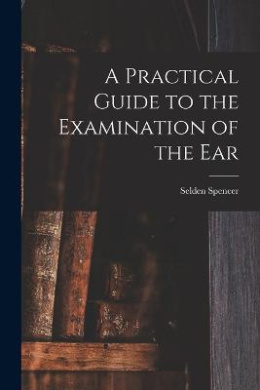 A Practical
Guide to the
Examination of
the Ear
Selden Spencer